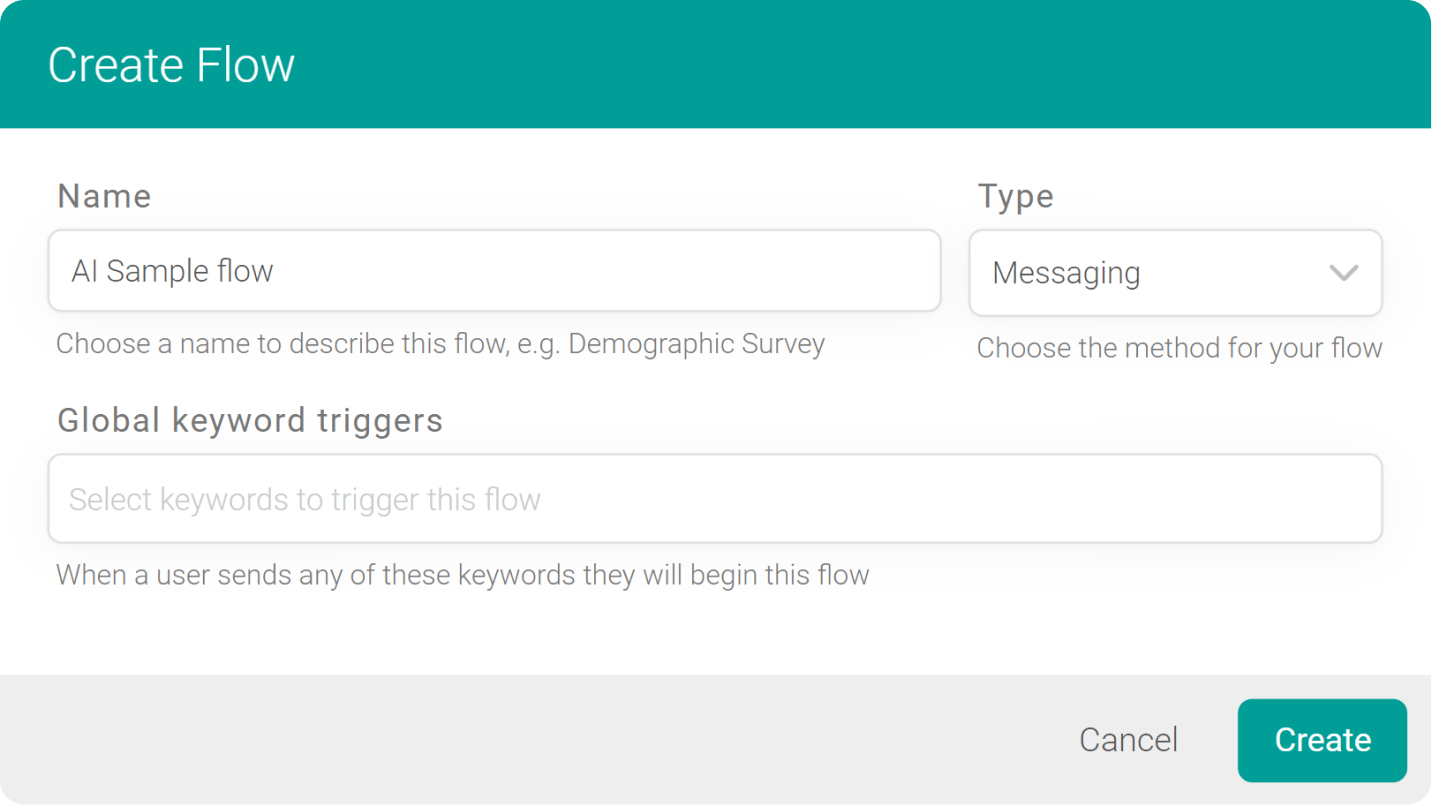 Create Flow
Name
Type
AI Sample flow
Messaging
Choose a name to describe this flow, e.g. Demographic Survey
Choose the method for your flow
Global keyword triggers
Select keywords to trigger this flow
When a user sends any of these keywords they will begin this flow
Cancel
Create